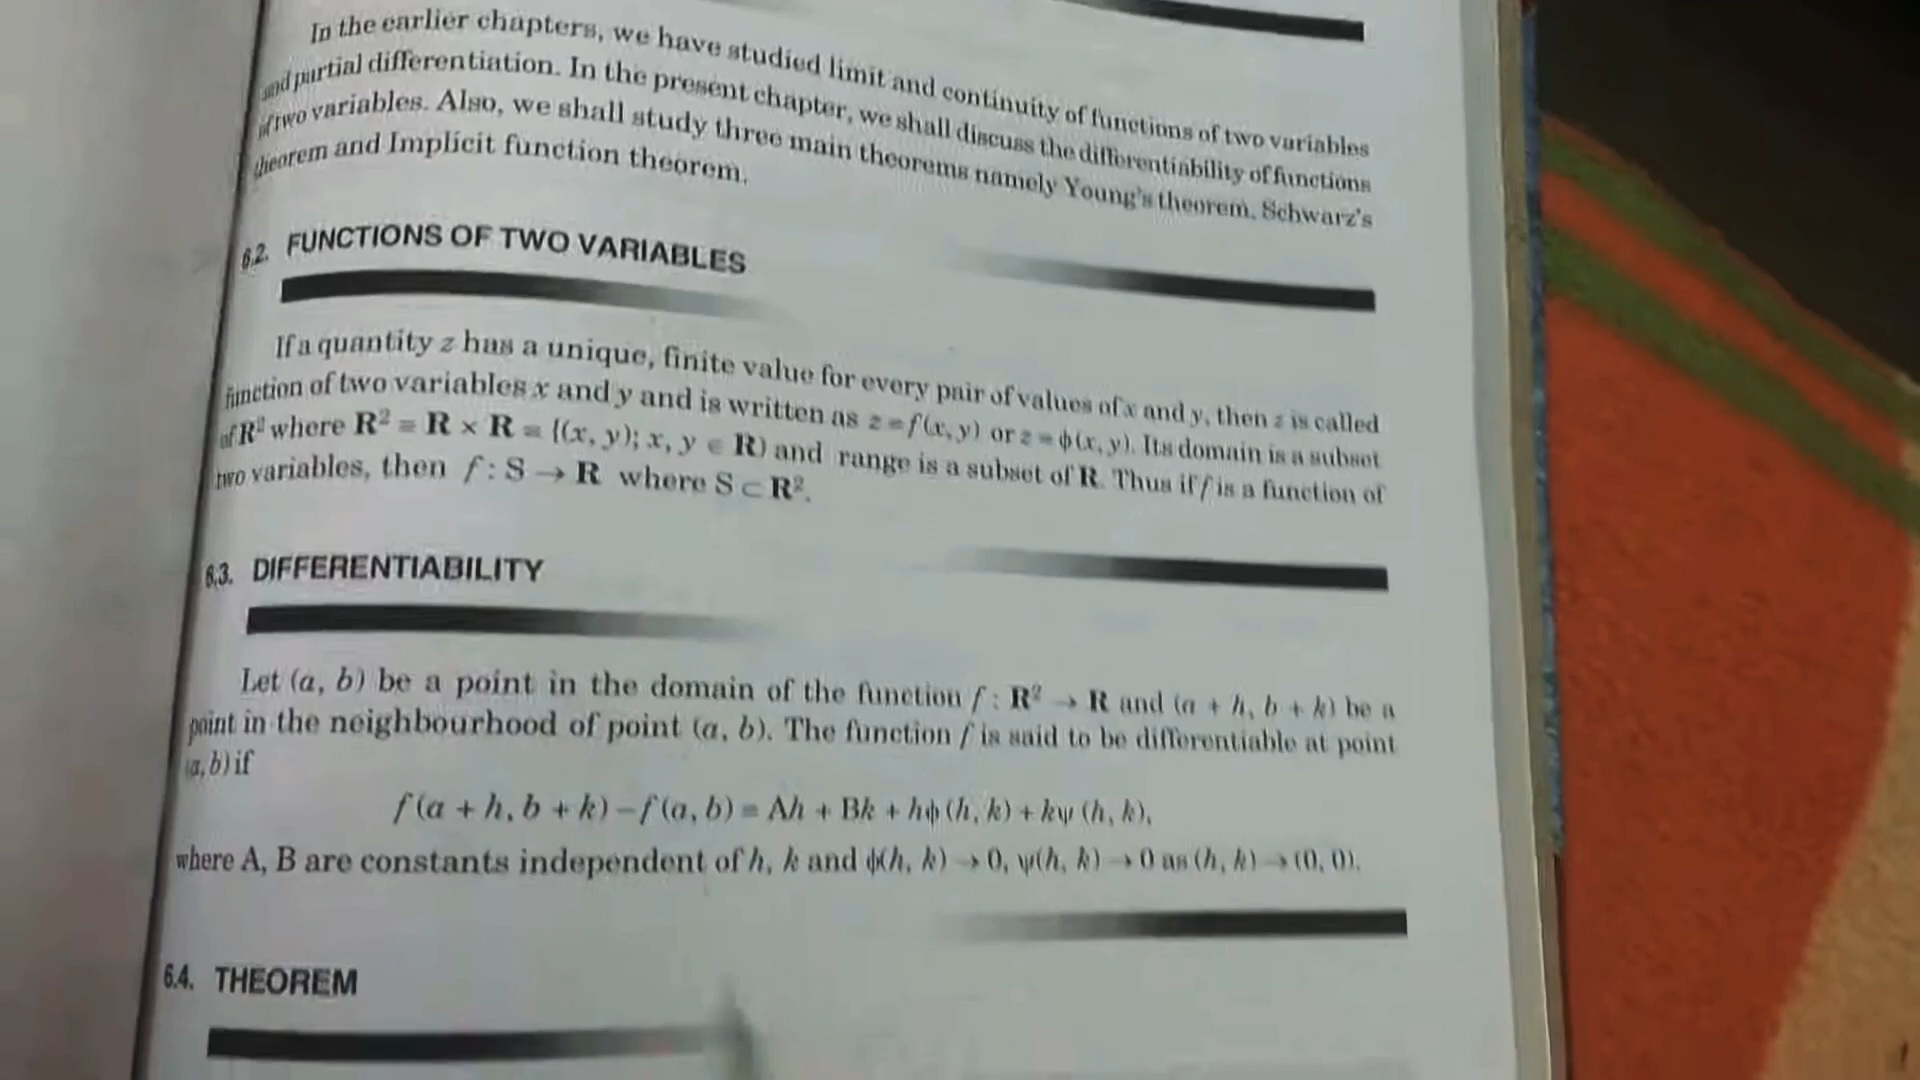 In the earlier chapters, we have studied limit and continuity of functions of two variables
and partial differentiation. In the present chapter, we shall discuss the differentiability of functions
of two variables. Also, we shall study three main theorems namely Young's theorem, Schwarz's
theorem and Implicit function theorem.
6.2. FUNCTIONS OF TWO VARIABLES
If a quantity z has a unique, finite value for every pair of values of x and y, then z is called
function of two variables x and y and is written as z = f(x, y) or z = ϕ(x, y). Its domain is a subset
of R² where R² = R × R = {(x, y); x, y ∈ R) and range is a subset of R. Thus if f is a function of
two variables, then f : S → R where S ⊂ R².
6.3. DIFFERENTIABILITY
Let (a, b) be a point in the domain of the function f : R² → R and (a + h, b + k) be a
point in the neighbourhood of point (a, b). The function f is said to be differentiable at point
(a, b) if
f(a + h, b + k) – f(a, b) = Ah + Bk + hϕ (h, k) + kψ (h, k),
where A, B are constants independent of h, k and ϕ(h, k) → 0, ψ(h, k) → 0 as (h, k) → (0, 0).
6.4. THEOREM